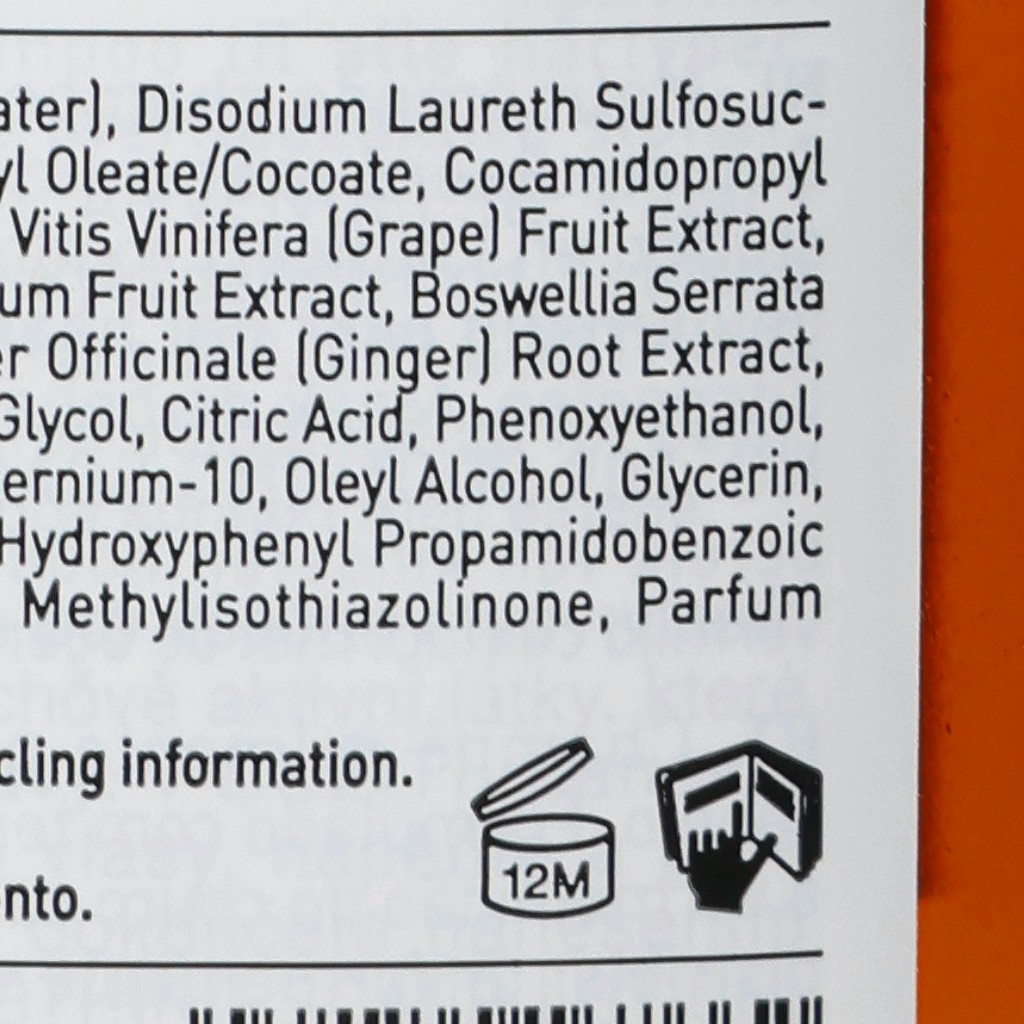 ater), Disodium Laureth Sulfosuc-
yl Oleate/Cocoate, Cocamidopropyl
Vitis Vinifera (Grape) Fruit Extract,
um Fruit Extract, Boswellia Serrata
er Officinale (Ginger) Root Extract,
Glycol, Citric Acid, Phenoxyethanol,
ernium-10, Oleyl Alcohol, Glycerin,
Hydroxyphenyl Propamidobenzoic
Methylisothiazolinone, Parfum
cling information.
12M
nto.